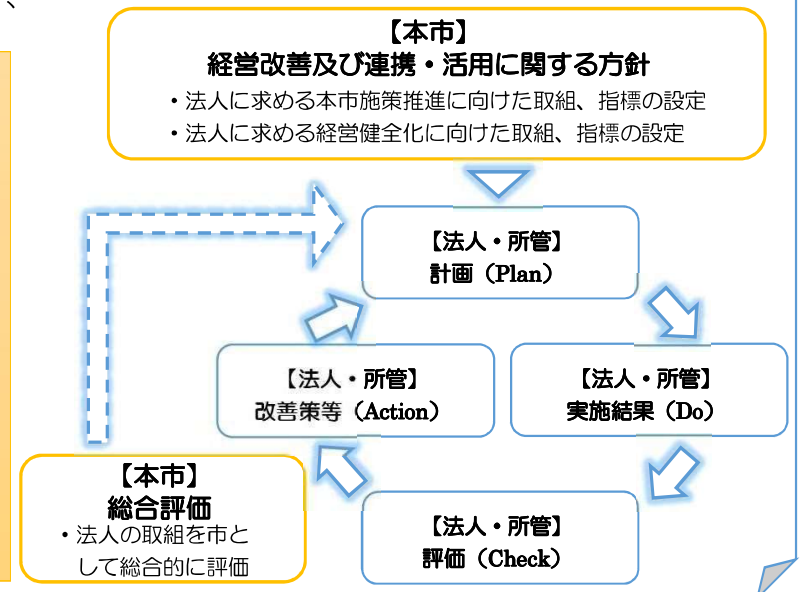 、
【本市】
経営改善及び連携・活用に関する方針
・法人に求める本市施策推進に向けた取組、指標の設定
・法人に求める経営健全化に向けた取組、指標の設定
【法人・所管】
計画（Plan）
【法人・所管】
改善策等（Action）
【法人・所管】
実施結果（Do）
【本市】
総合評価
・法人の取組を市と
して総合的に評価
【法人・所管】
評価（Check）